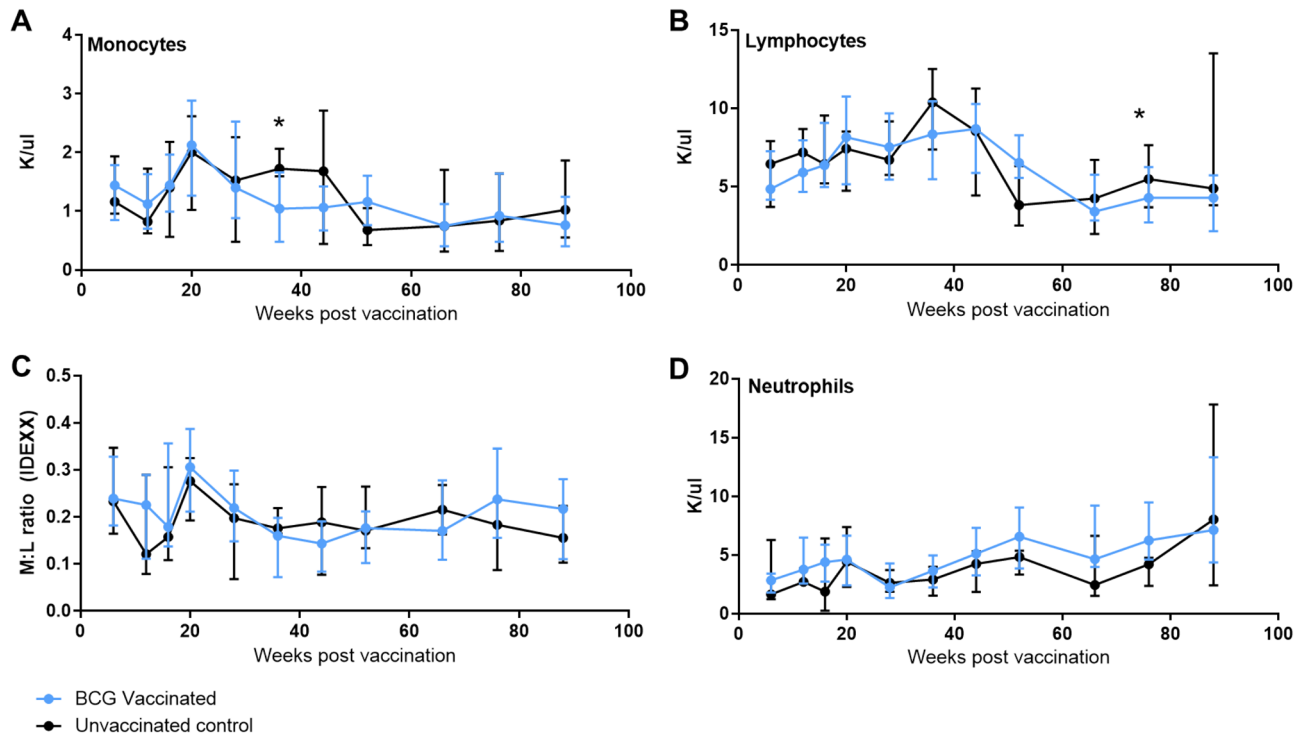 A
Monocytes
4
3
2
1
0
K/ul
*
0 20 40 60 80 100
Weeks post vaccination
B
Lymphocytes
15
10
5
0
K/ul
*
0 20 40 60 80 100
Weeks post vaccination
C
0.5
0.4
0.3
0.2
0.1
0.0
M:L ratio (IDEXX)
0 20 40 60 80 100
Weeks post vaccination
D
Neutrophils
20
15
10
5
0
K/ul
0 20 40 60 80 100
Weeks post vaccination
BCG Vaccinated
Unvaccinated control